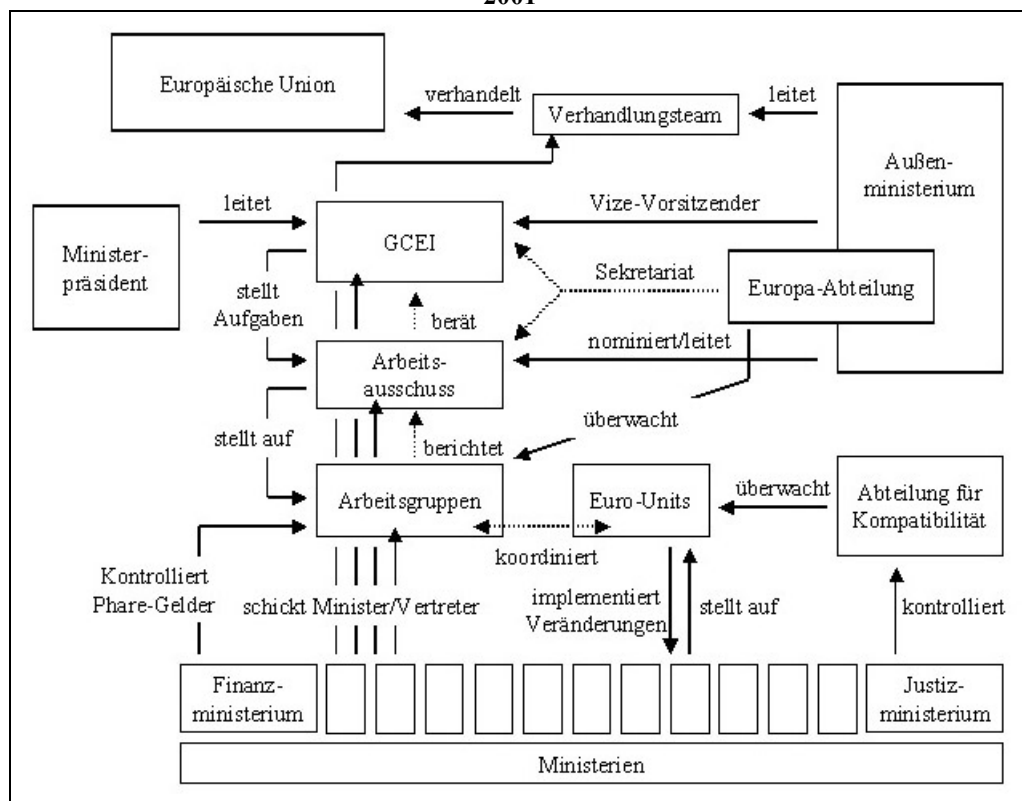 2001
Europäische Union
verhandelt
Verhandlungsteam
leitet
Außen-
ministerium
Minister-
präsident
leitet
GCEI
Vize-Vorsitzender
Sekretariat
Europa-Abteilung
stellt
Aufgaben
berät
nominiert/leitet
Arbeits-
ausschuss
stellt auf
berichtet
überwacht
Arbeitsgruppen
Euro-Units
überwacht
Abteilung für
Kompatibilität
koordiniert
Kontrolliert
Phare-Gelder
schickt Minister/Vertreter
implementiert
Veränderungen
stellt auf
kontrolliert
Finanz-
ministerium
Justiz-
ministerium
Ministerien